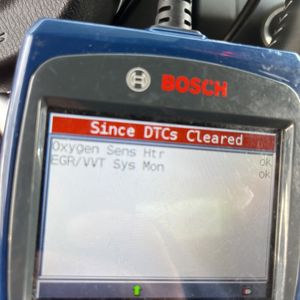 BOSCH
Since DTCs Cleared
Oxygen Sens Htr ok
EGR/VVT Sys Mon ok